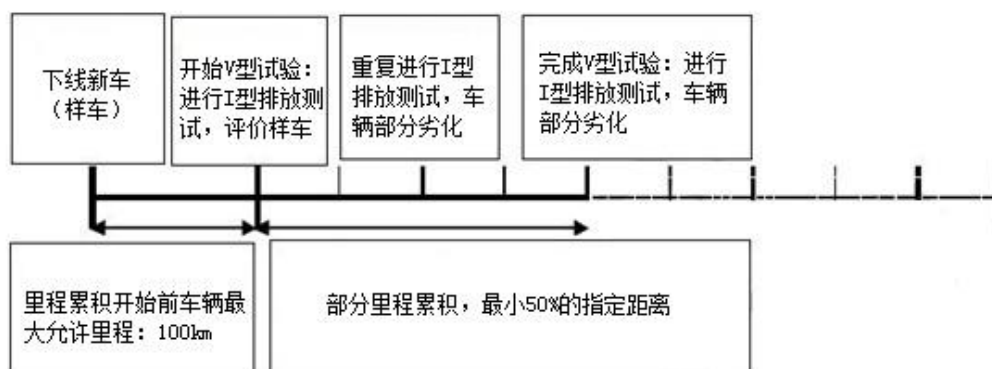 下线新车
（样车）
开始V型试验：
进行I型排放测
试，评价样车
重复进行I型
排放测试，车
辆部分劣化
完成V型试验：进行
I型排放测试，车辆
部分劣化
里程累积开始前车辆最
大允许里程：100km
部分里程累积，最小50%的指定距离